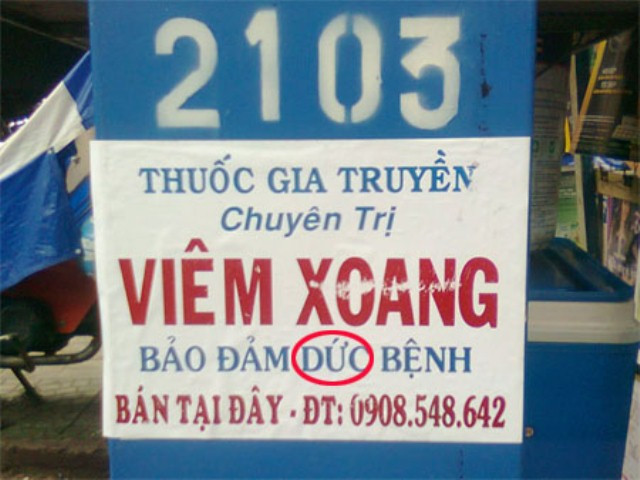 2103
THUỐC GIA TRUYỀN
Chuyên Trị
VIÊM XOANG
BẢO ĐẢM DỨC BỆNH
BÁN TẠI ĐÂY - ĐT: 0908.548.642